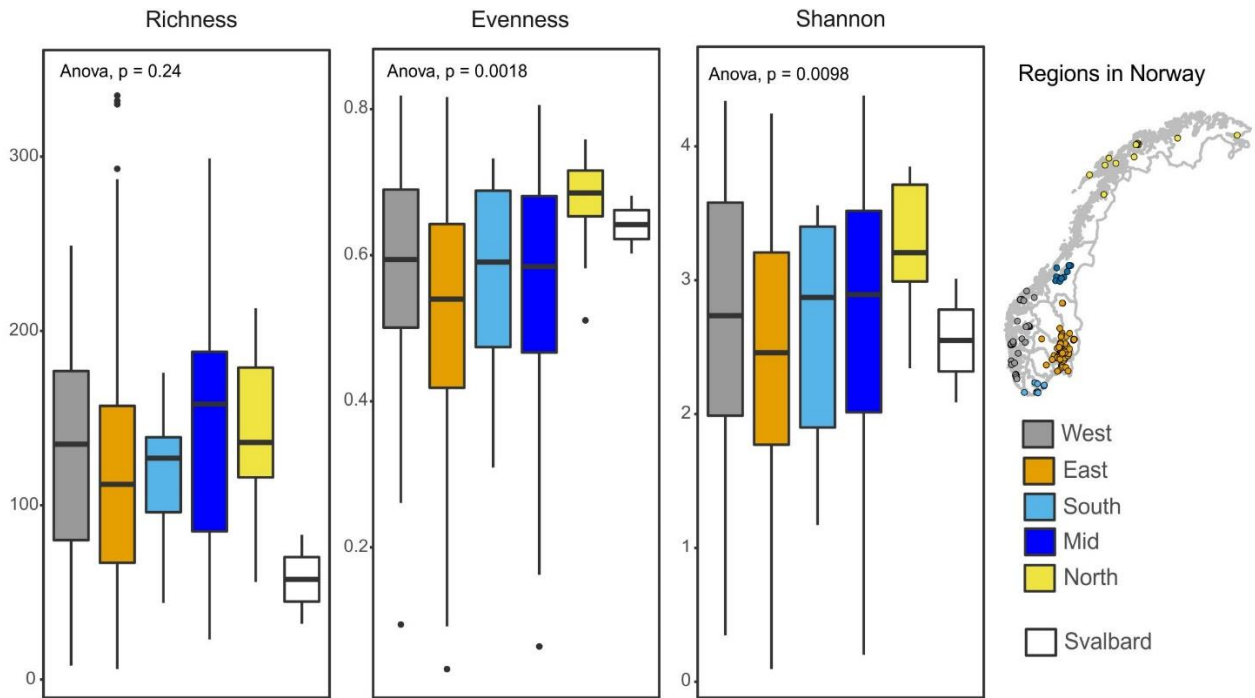 Richness
Evenness
Shannon
Anova, p = 0.24
Anova, p = 0.0018
Anova, p = 0.0098
Regions in Norway
300
200
100
0
0.8
0.6
0.4
0.2
4
3
2
1
0
West
East
South
Mid
North
Svalbard